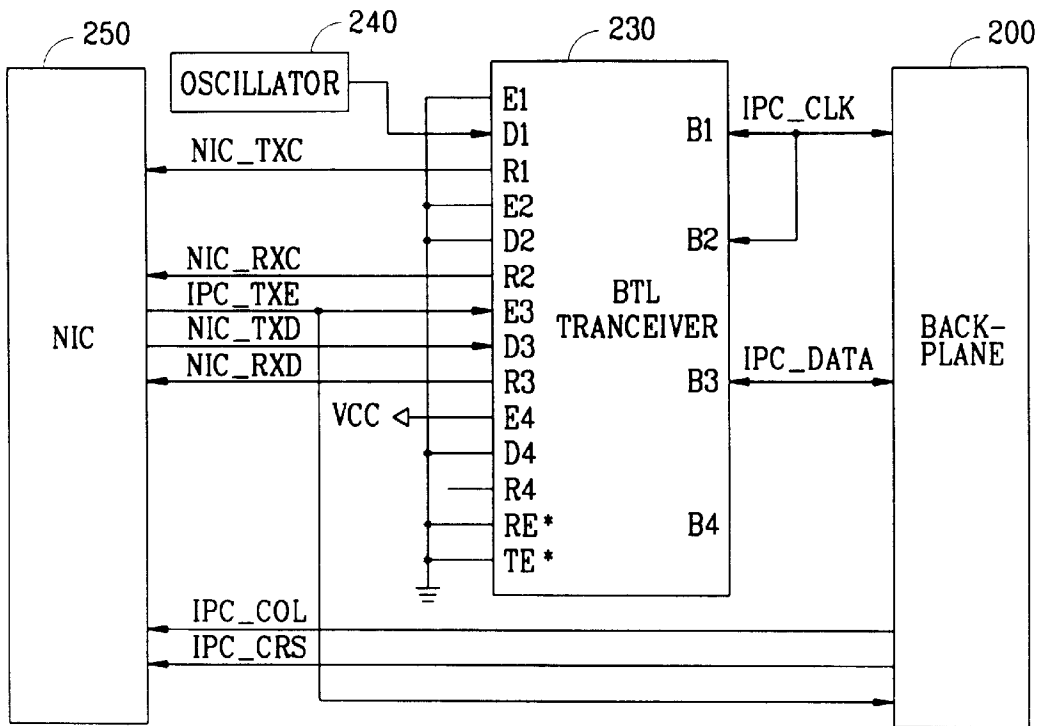 250
240
230
200
OSCILLATOR
E1
D1
B1
IPC_CLK
NIC_TXC
R1
E2
D2
B2
NIC_RXC
R2
IPC_TXE
E3
BTL
TRANCEIVER
NIC
NIC_TXD
D3
BACK-
PLANE
NIC_RXD
R3
B3
IPC_DATA
VCC
E4
D4
R4
RE*
B4
TE*
IPC_COL
IPC_CRS